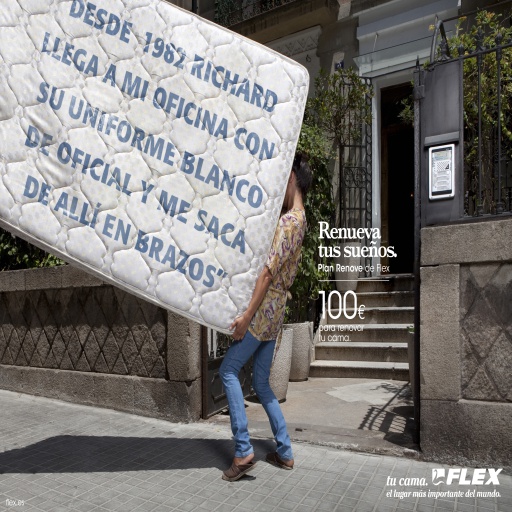 DESDE 1982 RICHARD
LLEGA A MI OFICINA CON
SU UNIFORME BLANCO
DE OFICIAL Y ME SACA
DE ALLÍ EN BRAZOS"
Renueva
tus sueños.
Plan Renove de Flex
100€
para renovar
tu cama.
tu cama. FLEX
el lugar más importante del mundo.
flex.es